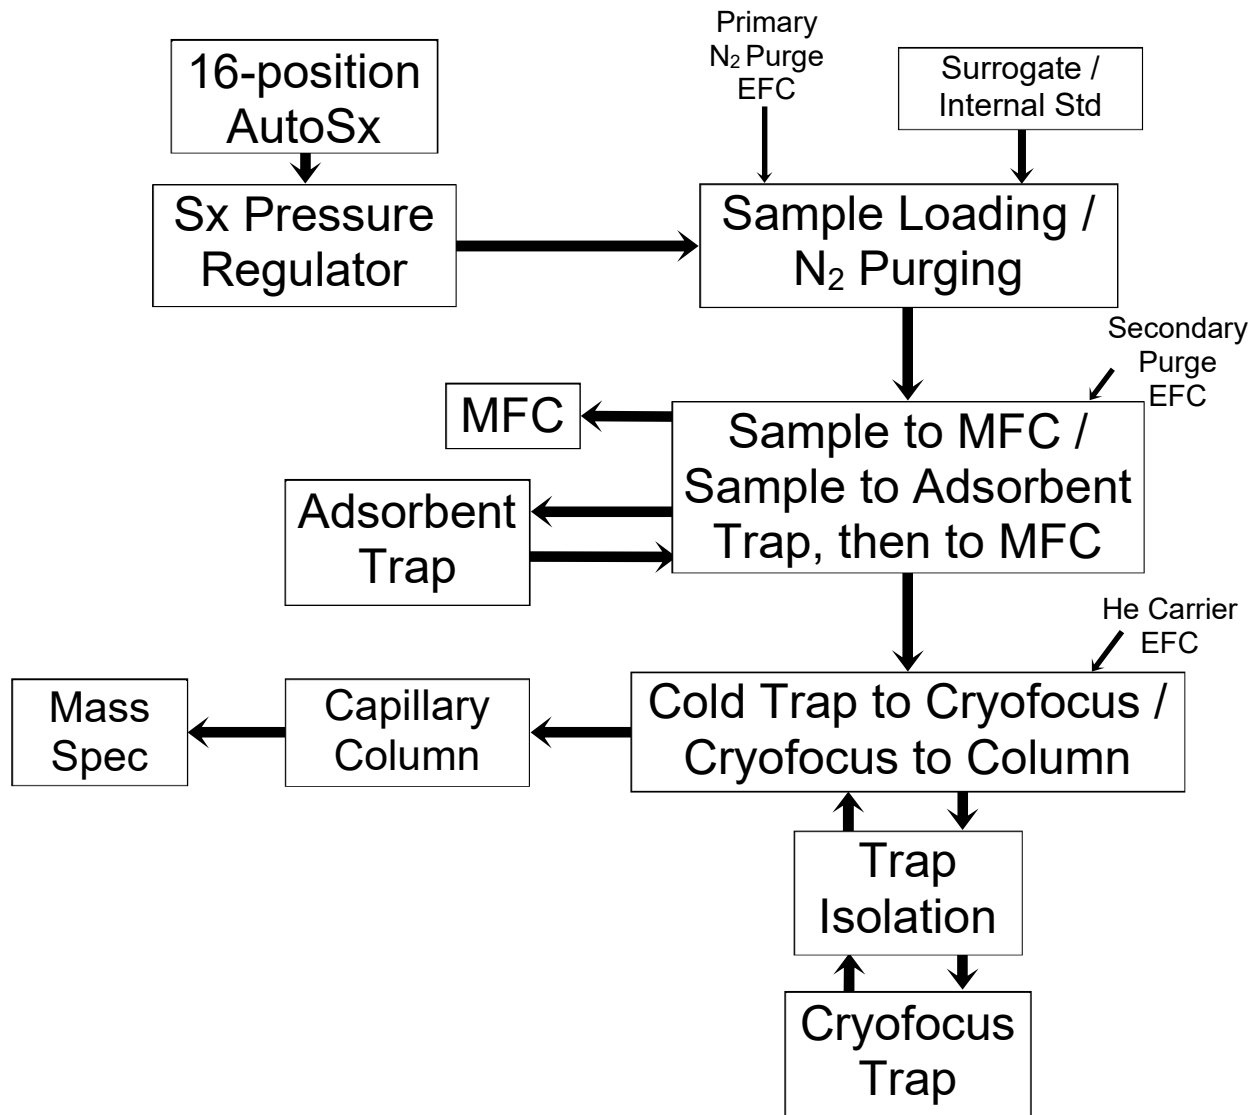 Primary
N₂ Purge
EFC
16-position
AutoSx
Surrogate /
Internal Std
Sx Pressure
Regulator
Sample Loading /
N₂ Purging
Secondary
Purge
EFC
MFC
Sample to MFC /
Sample to Adsorbent
Trap, then to MFC
Adsorbent
Trap
He Carrier
EFC
Mass
Spec
Capillary
Column
Cold Trap to Cryofocus /
Cryofocus to Column
Trap
Isolation
Cryofocus
Trap